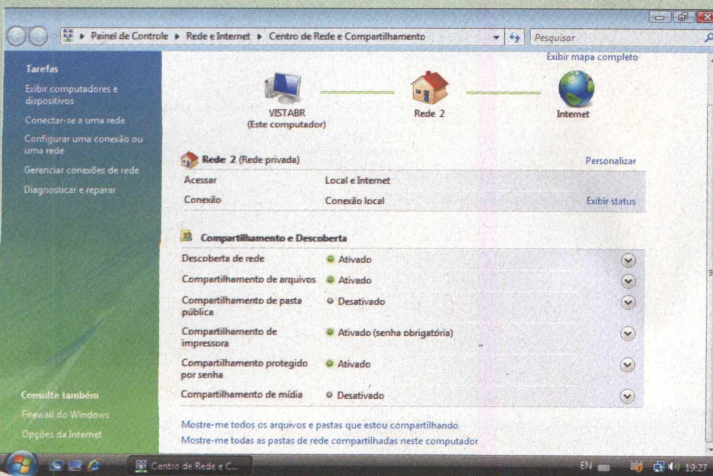 Painel de Controle ▸ Rede e Internet ▸ Centro de Rede e Compartilhamento
Pesquisar
Tarefas
Exibir computadores e
dispositivos
Conectar-se a uma rede
Configurar uma conexão ou
uma rede
Gerenciar conexões de rede
Diagnosticar e reparar
Consulte também
Firewall do Windows
Opções da Internet
Exibir mapa completo
VISTABR
(Este computador)
Rede 2
Internet
Rede 2 (Rede privada)
Personalizar
Acessar
Local e Internet
Conexão
Conexão local
Exibir status
Compartilhamento e Descoberta
Descoberta de rede
Ativado
Compartilhamento de arquivos
Ativado
Compartilhamento de pasta
pública
Desativado
Compartilhamento de
impressora
Ativado (senha obrigatória)
Compartilhamento protegido
por senha
Ativado
Compartilhamento de mídia
Desativado
Mostre-me todos os arquivos e pastas que estou compartilhando
Mostre-me todas as pastas de rede compartilhadas neste computador
Centro de Rede e C...
EN
19:27